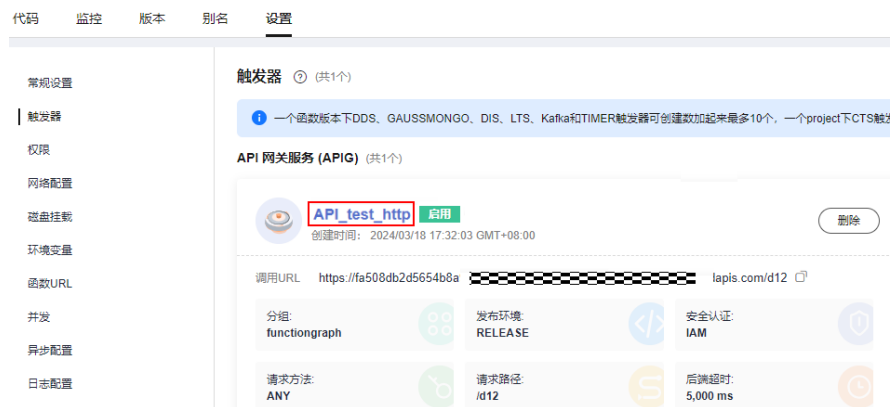 代码 监控 版本 别名 设置
常规设置
触发器
权限
网络配置
磁盘挂载
环境变量
函数URL
并发
异步配置
日志配置
触发器 ? (共1个)
一个函数版本下DDS、GAUSSMONGO、DIS、LTS、Kafka和TIMER触发器可创建数加起来最多10个，一个project下CTS触发
API 网关服务 (APIG) (共1个)
API_test_http 启用
删除
创建时间: 2024/03/18 17:32:03 GMT+08:00
调用URL https://fa508db2d5654b8a lapis.com/d12
分组: 发布环境: 安全认证:
functiongraph RELEASE IAM
请求方法: 请求路径: 后端超时:
ANY /d12 5,000 ms